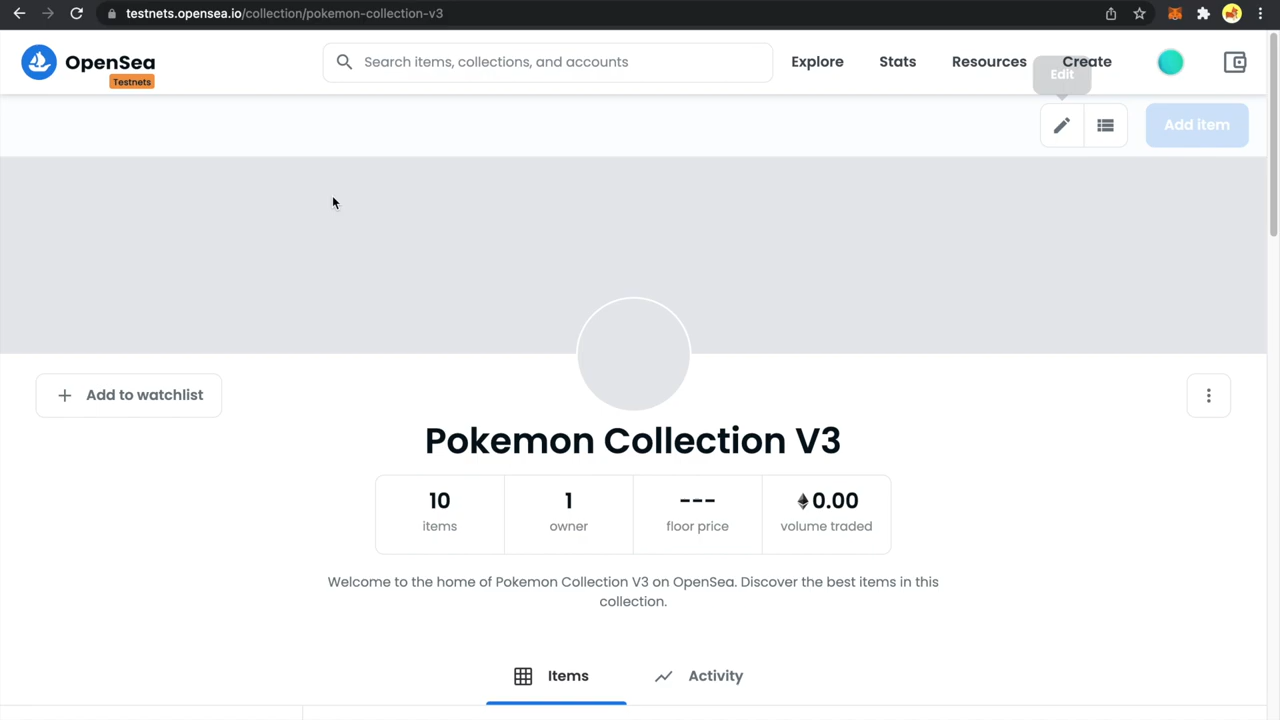 testnets.opensea.io/collection/pokemon-collection-v3
OpenSea
Testnets
Search items, collections, and accounts
Explore
Stats
Resources
Create
Edit
Add item
Add to watchlist
Pokemon Collection V3
10
items
1
owner
---
floor price
0.00
volume traded
Welcome to the home of Pokemon Collection V3 on OpenSea. Discover the best items in this
collection.
Items
Activity